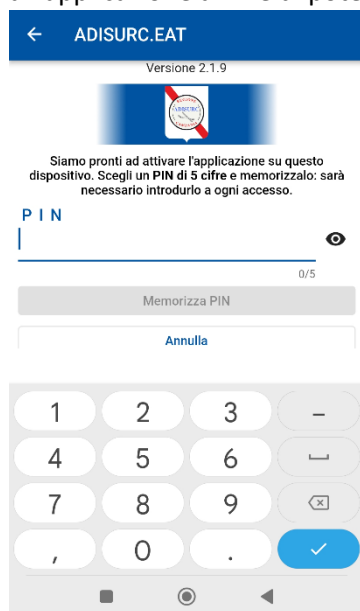 ADISURC.EAT
Versione 2.1.9
Siamo pronti ad attivare l'applicazione su questo
dispositivo. Scegli un PIN di 5 cifre e memorizzalo: sarà
necessario introdurlo a ogni accesso.
PIN
0/5
Memorizza PIN
Annulla
1 2 3 –
4 5 6
7 8 9
, 0 .